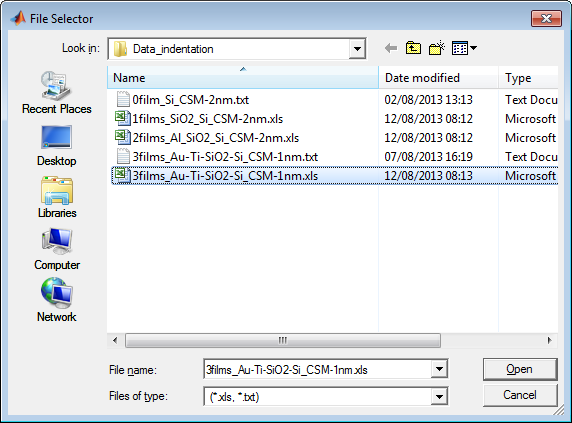 File Selector
Look in: Data_indentation
Name Date modified Type
0film_Si_CSM-2nm.txt 02/08/2013 13:13 Text Docu
1films_SiO2_Si_CSM-2nm.xls 12/08/2013 08:12 Microsoft
2films_Al_SiO2_Si_CSM-2nm.xls 12/08/2013 08:12 Microsoft
3films_Au-Ti-SiO2-Si_CSM-1nm.txt 07/08/2013 16:19 Text Docu
3films_Au-Ti-SiO2-Si_CSM-1nm.xls 12/08/2013 08:13 Microsoft
Recent Places
Desktop
Libraries
Computer
Network
File name: 3films_Au-Ti-SiO2-Si_CSM-1nm.xls Open
Files of type: (*.xls, *.txt) Cancel